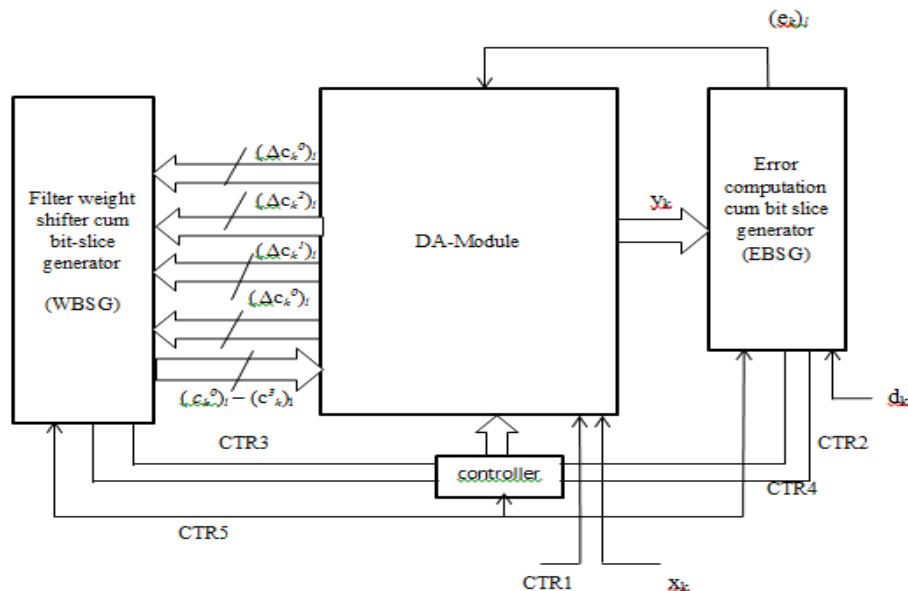 (eₖ)ₗ
Filter weight
shifter cum
bit-slice
generator
(WBSG)
(Δcₖ⁰)ₗ
(Δcₖ²)ₗ
(Δcₖ¹)ₗ
(Δcₖ⁰)ₗ
(cₖ⁰)ₗ – (c³ₖ)ₗ
DA-Module
yₖ
Error
computation
cum bit slice
generator
(EBSG)
dₖ
CTR3
CTR2
controller
CTR4
CTR5
CTR1
xₖ